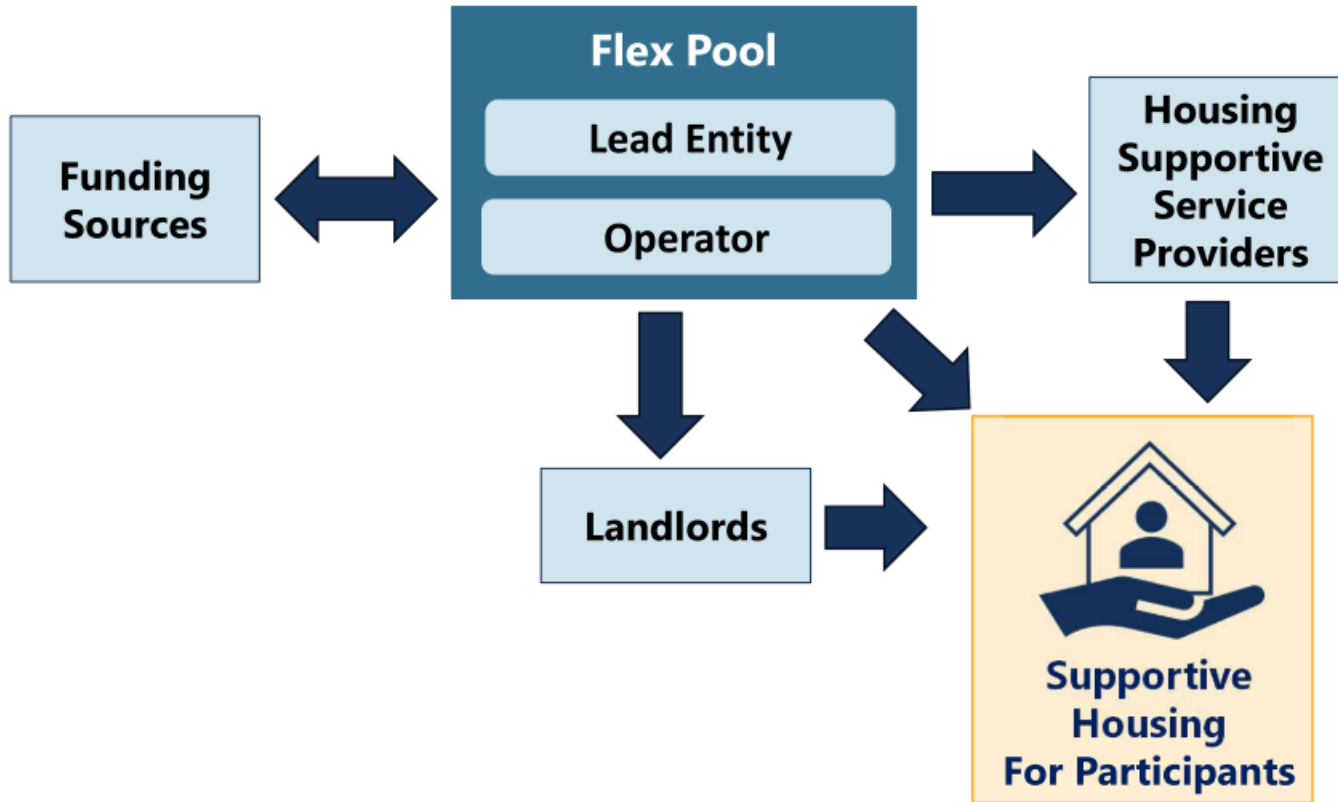 Flex Pool
Lead Entity
Operator
Funding
Sources
Housing
Supportive
Service
Providers
Landlords
Supportive
Housing
For Participants